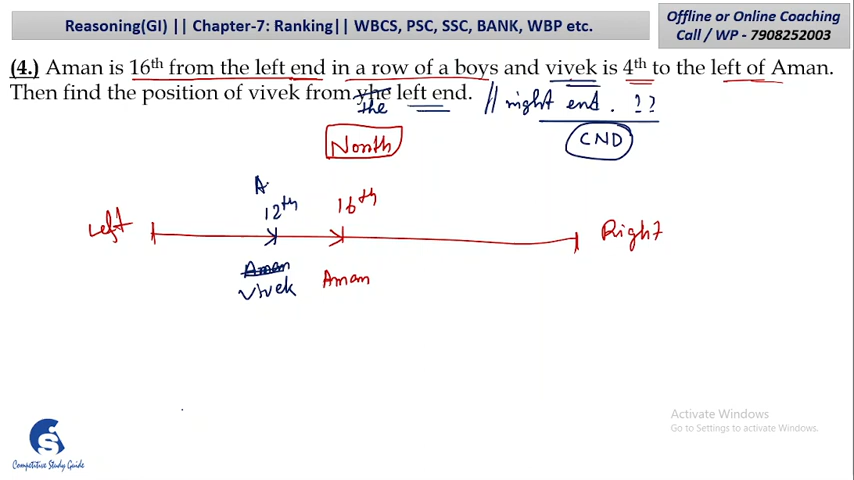 Reasoning(GI) || Chapter-7: Ranking|| WBCS, PSC, SSC, BANK, WBP etc.
Offline or Online Coaching
Call / WP - 7908252003
(4.) Aman is 16th from the left end in a row of a boys and vivek is 4th to the left of Aman.
Then find the position of vivek from yhe left end. // right end. ??
the
North
CND
A
12th 16th
Left
Right
Aman
Vivek Aman
CS
Competitive Study Guide
Activate Windows
Go to Settings to activate Windows.